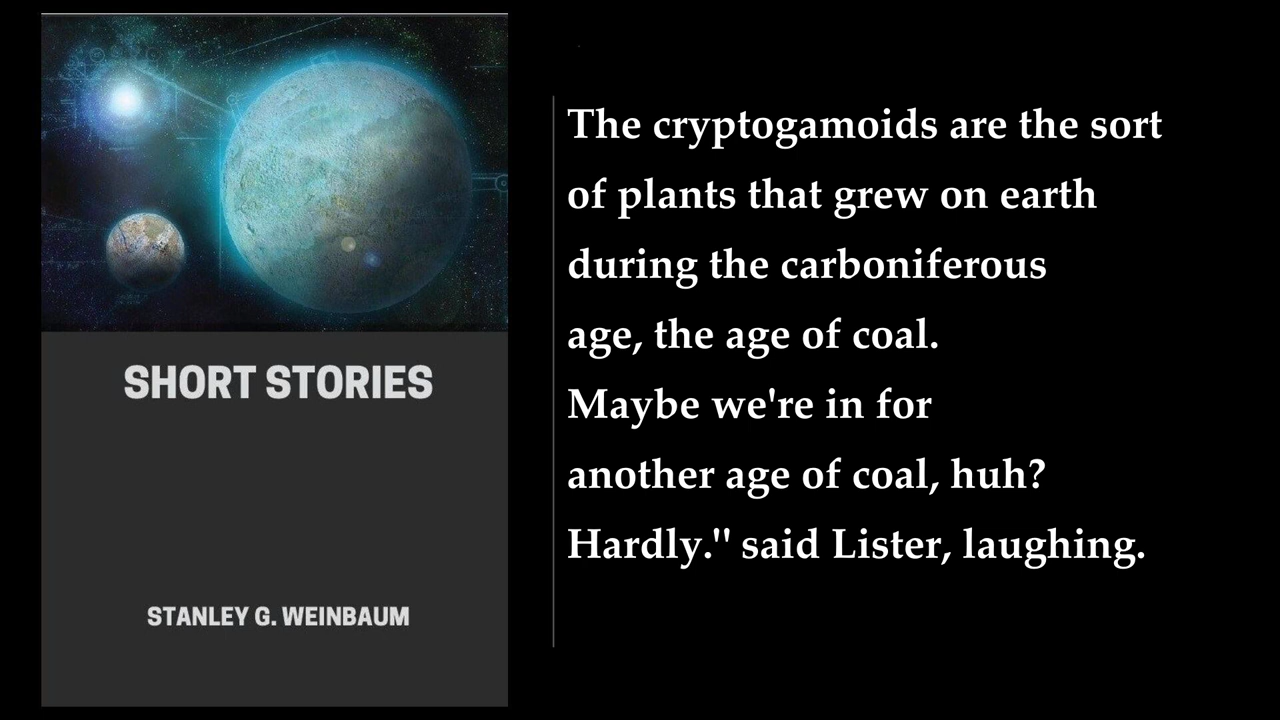 SHORT STORIES
STANLEY G. WEINBAUM
The cryptogamoids are the sort
of plants that grew on earth
during the carboniferous
age, the age of coal.
Maybe we're in for
another age of coal, huh?
Hardly." said Lister, laughing.